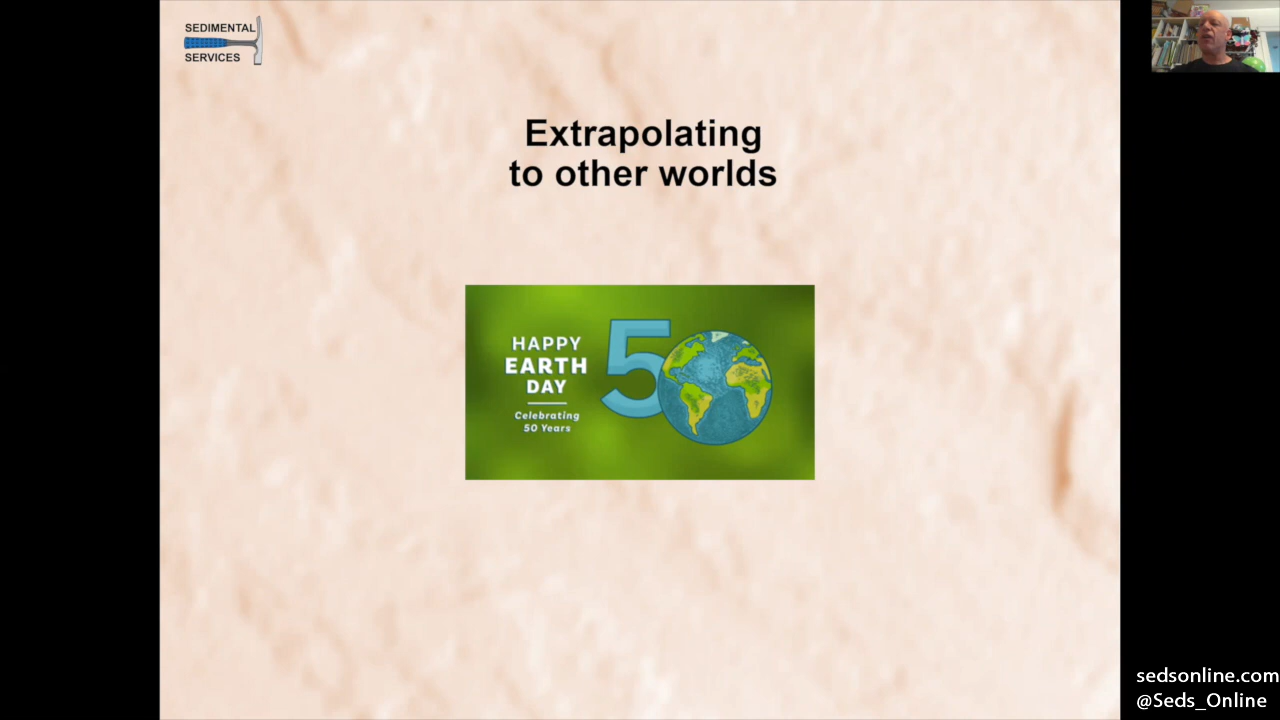 SEDIMENTAL
SERVICES
Extrapolating
to other worlds
HAPPY
EARTH
DAY
Celebrating
50 Years
50
sedsonline.com
@Seds_Online